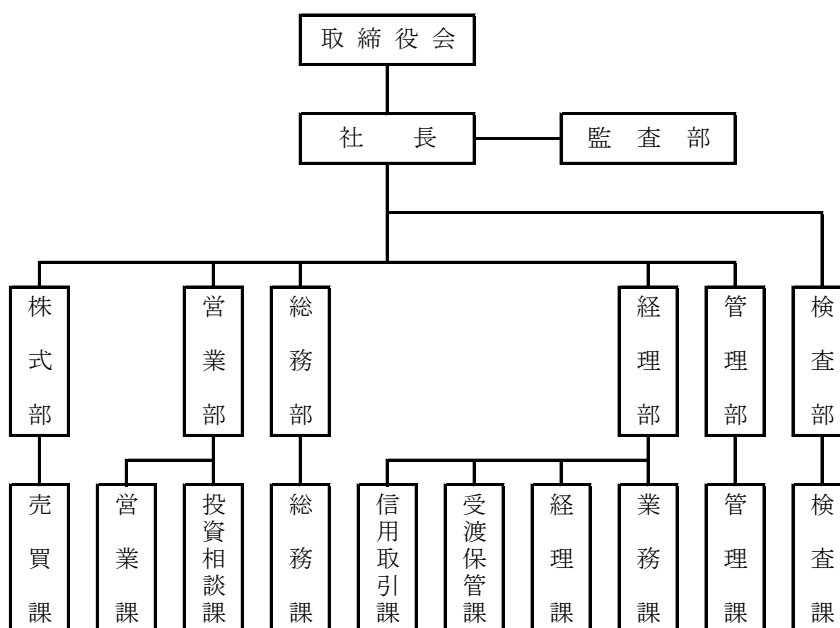 取締役会
社長
監査部
株式部
営業部
総務部
経理部
管理部
検査部
売買課
営業課
投資相談課
総務課
信用取引課
受渡保管課
経理課
業務課
管理課
検査課